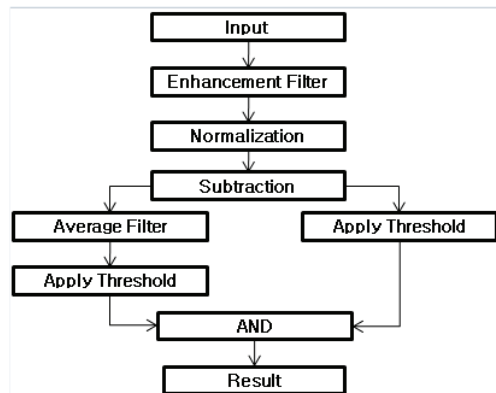 Input
Enhancement Filter
Normalization
Subtraction
Average Filter
Apply Threshold
Apply Threshold
AND
Result